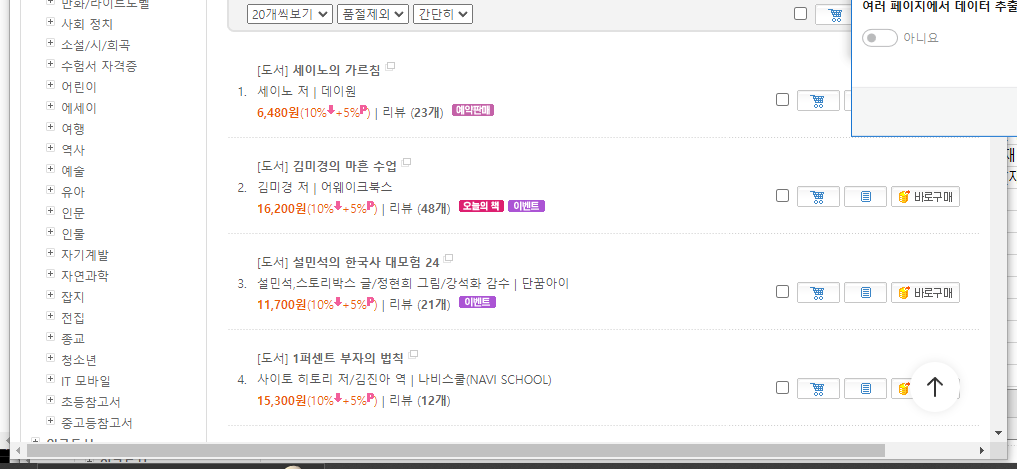 만화/라이트노벨
사회 정치
소설/시/희곡
수험서 자격증
어린이
에세이
여행
역사
예술
유아
인문
인물
자기계발
자연과학
잡지
전집
종교
청소년
IT 모바일
초등참고서
중고등참고서
20개씩보기 품절제외 간단히
1. [도서] 세이노의 가르침
세이노 저 | 데이원
6,480원(10%+5%P) | 리뷰 (23개) 예약판매
2. [도서] 김미경의 마흔 수업
김미경 저 | 어웨이크북스
16,200원(10%+5%P) | 리뷰 (48개) 오늘의 책 이벤트
바로구매
3. [도서] 설민석의 한국사 대모험 24
설민석,스토리박스 글/정현희 그림/강석화 감수 | 단꿈아이
11,700원(10%+5%P) | 리뷰 (21개) 이벤트
바로구매
4. [도서] 1퍼센트 부자의 법칙
사이토 히토리 저/김진아 역 | 나비스쿨(NAVI SCHOOL)
15,300원(10%+5%P) | 리뷰 (12개)
여러 페이지에서 데이터 추출
아니요